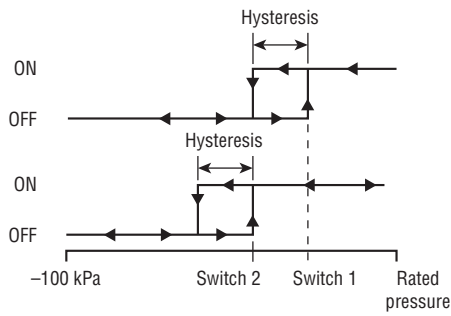 Hysteresis
ON
OFF
Hysteresis
ON
OFF
–100 kPa
Switch 2
Switch 1
Rated
pressure